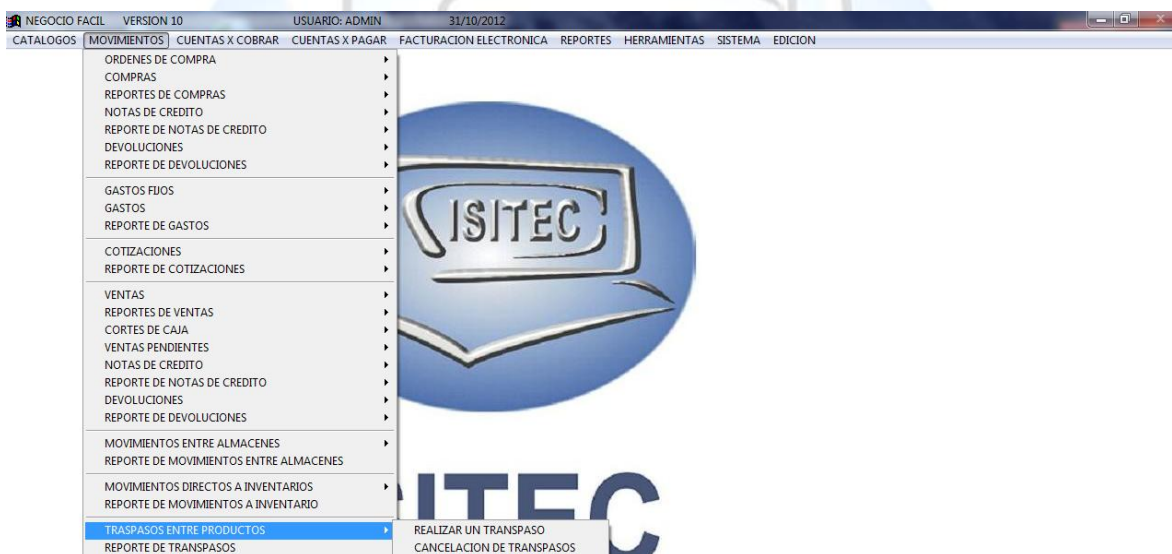 NEGOCIO FACIL VERSION 10 USUARIO: ADMIN 31/10/2012
CATALOGOS MOVIMIENTOS CUENTAS X COBRAR CUENTAS X PAGAR FACTURACION ELECTRONICA REPORTES HERRAMIENTAS SISTEMA EDICION
ORDENES DE COMPRA
COMPRAS
REPORTES DE COMPRAS
NOTAS DE CREDITO
REPORTE DE NOTAS DE CREDITO
DEVOLUCIONES
REPORTE DE DEVOLUCIONES
GASTOS FIJOS
GASTOS
REPORTE DE GASTOS
COTIZACIONES
REPORTE DE COTIZACIONES
VENTAS
REPORTES DE VENTAS
CORTES DE CAJA
VENTAS PENDIENTES
NOTAS DE CREDITO
REPORTE DE NOTAS DE CREDITO
DEVOLUCIONES
REPORTE DE DEVOLUCIONES
MOVIMIENTOS ENTRE ALMACENES
REPORTE DE MOVIMIENTOS ENTRE ALMACENES
MOVIMIENTOS DIRECTOS A INVENTARIOS
REPORTE DE MOVIMIENTOS A INVENTARIO
TRASPASOS ENTRE PRODUCTOS
REPORTE DE TRANSPASOS
REALIZAR UN TRANSPASO
CANCELACION DE TRANSPASOS
ISITEC
SITEC